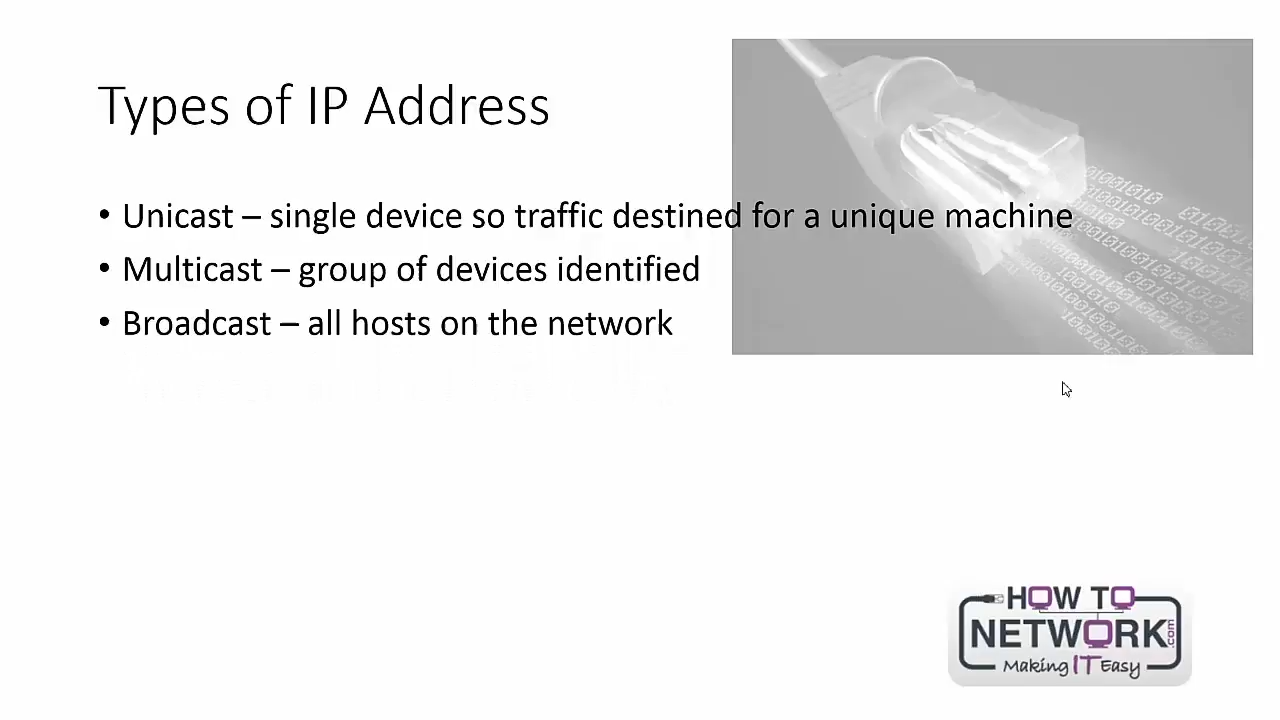 Types of IP Address
• Unicast – single device so traffic destined for a unique machine
• Multicast – group of devices identified
• Broadcast – all hosts on the network
HOW TO
NETWORK.com
Making IT Easy